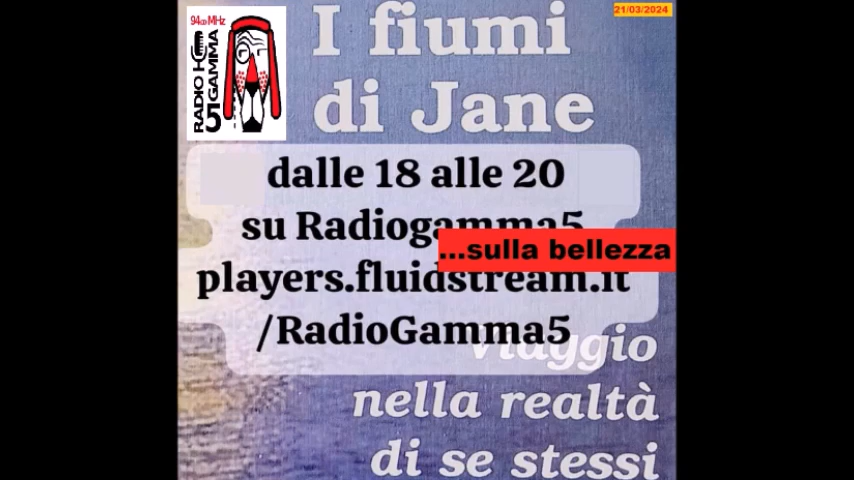 21/03/2024
94.00 MHz
RADIO
GAMMA
5
I fiumi
di Jane
dalle 18 alle 20
su Radiogamma5
...sulla bellezza
players.fluidstream.it
/RadioGamma5
viaggio
nella realtà
di se stessi